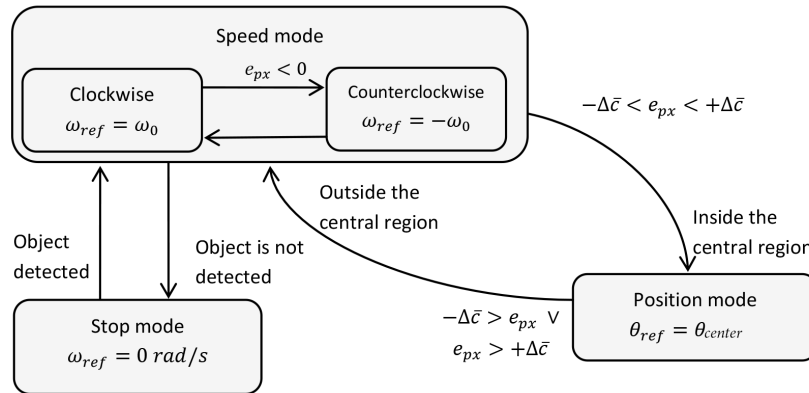 Speed mode
Clockwise
ω_ref = ω_0
e_px < 0
Counterclockwise
ω_ref = −ω_0
−Δc̄ < e_px < +Δc̄
Object
detected
Object is not
detected
Outside the
central region
Inside the
central region
Stop mode
ω_ref = 0 rad/s
−Δc̄ > e_px ∨
e_px > +Δc̄
Position mode
θ_ref = θ_center